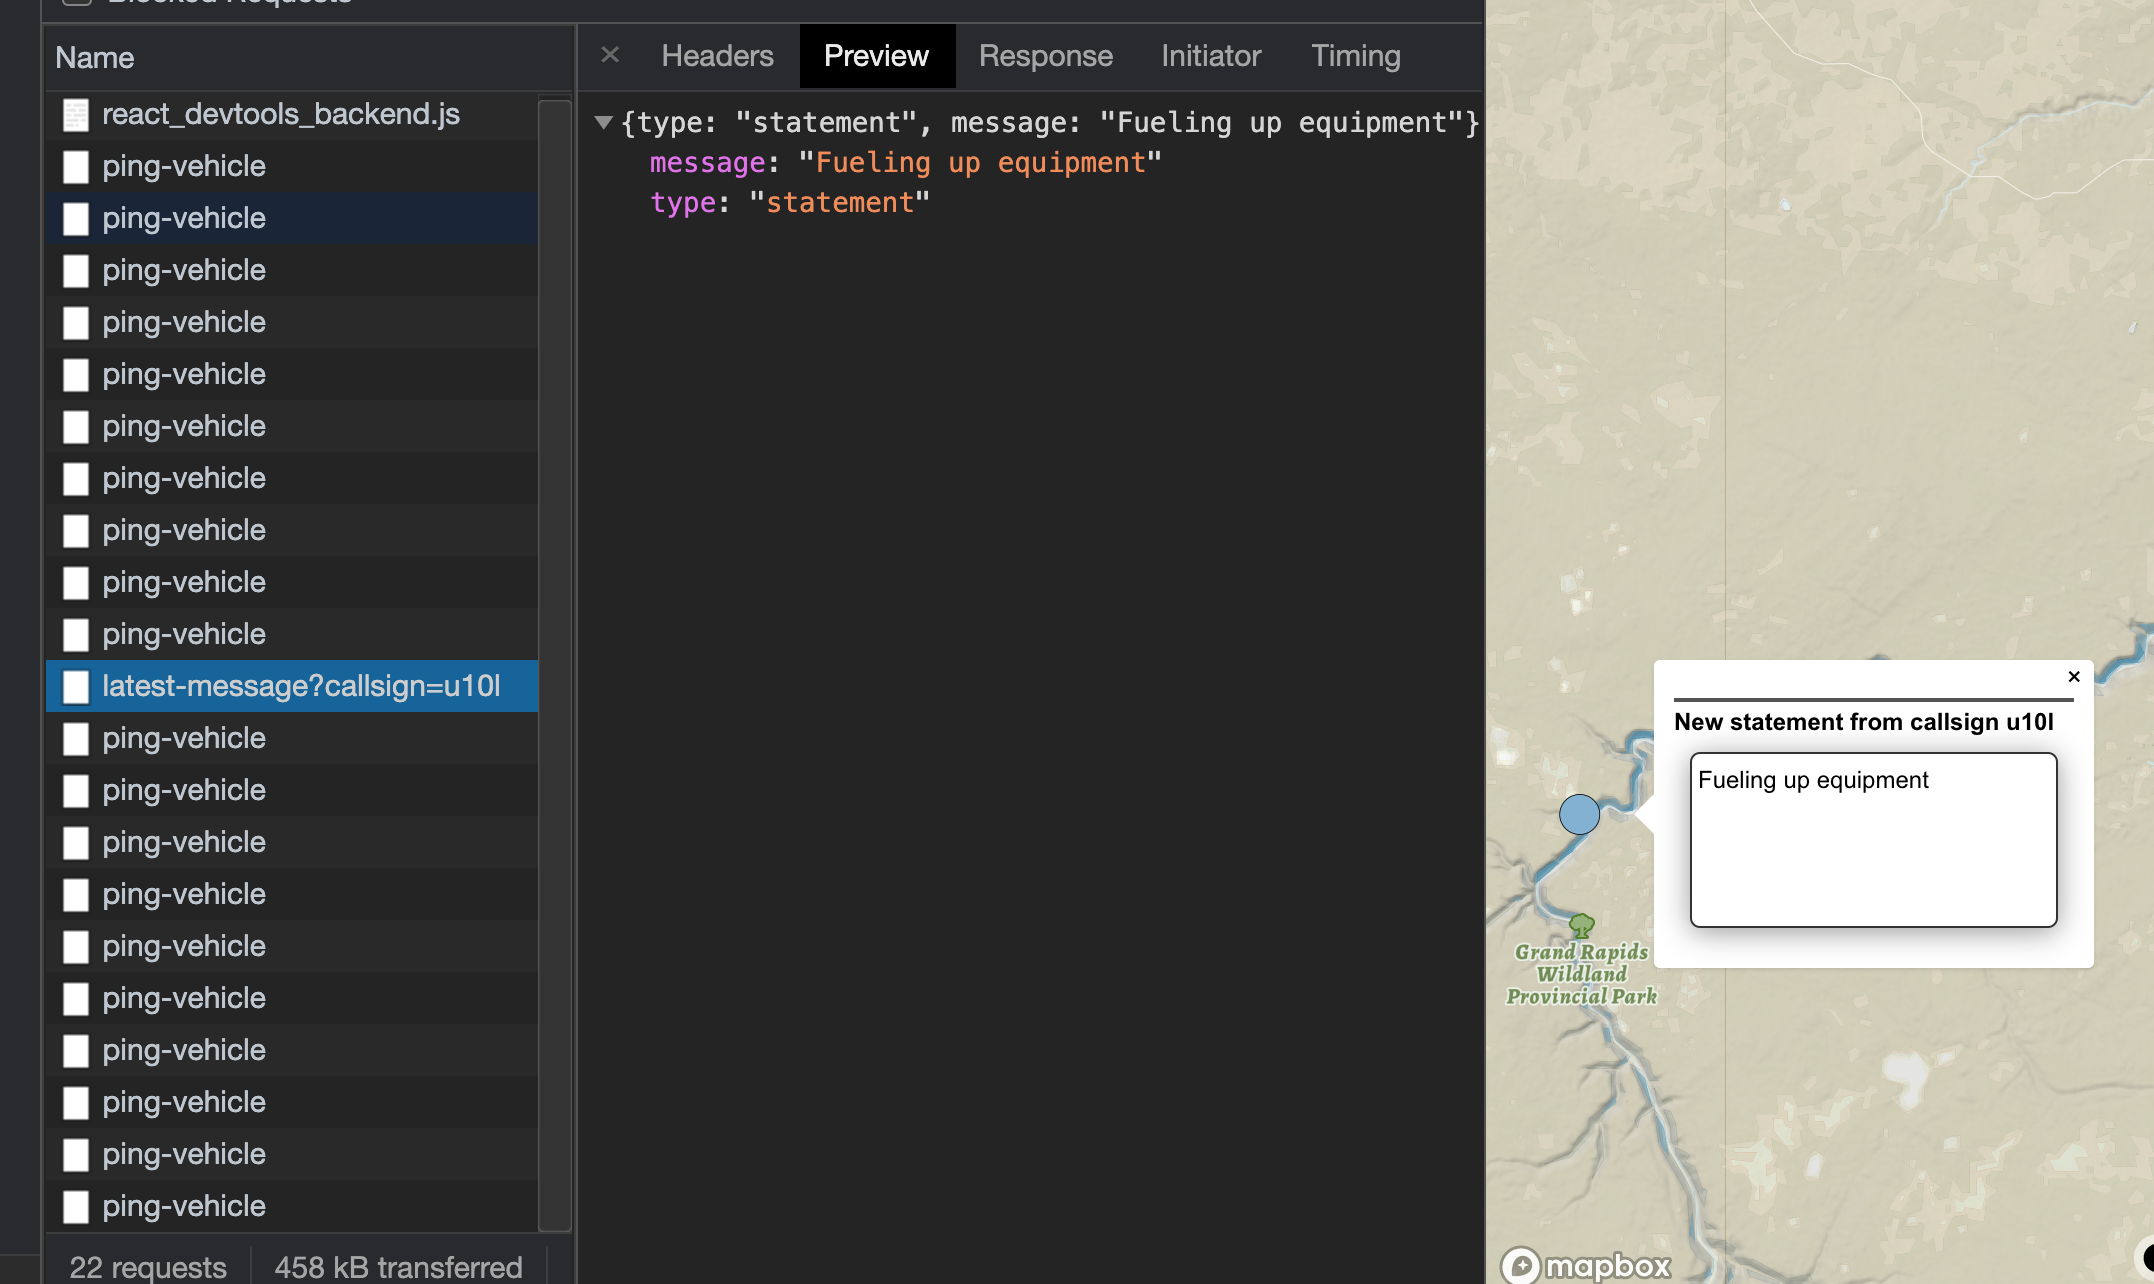 Blocked Requests
Name
react_devtools_backend.js
ping-vehicle
ping-vehicle
ping-vehicle
ping-vehicle
ping-vehicle
ping-vehicle
ping-vehicle
ping-vehicle
ping-vehicle
ping-vehicle
latest-message?callsign=u10l
ping-vehicle
ping-vehicle
ping-vehicle
ping-vehicle
ping-vehicle
ping-vehicle
ping-vehicle
ping-vehicle
ping-vehicle
ping-vehicle
22 requests
458 kB transferred
Headers
Preview
Response
Initiator
Timing
{type: "statement", message: "Fueling up equipment"}
message: "Fueling up equipment"
type: "statement"
New statement from callsign u10l
Fueling up equipment
Grand Rapids
Wildland
Provincial Park
mapbox